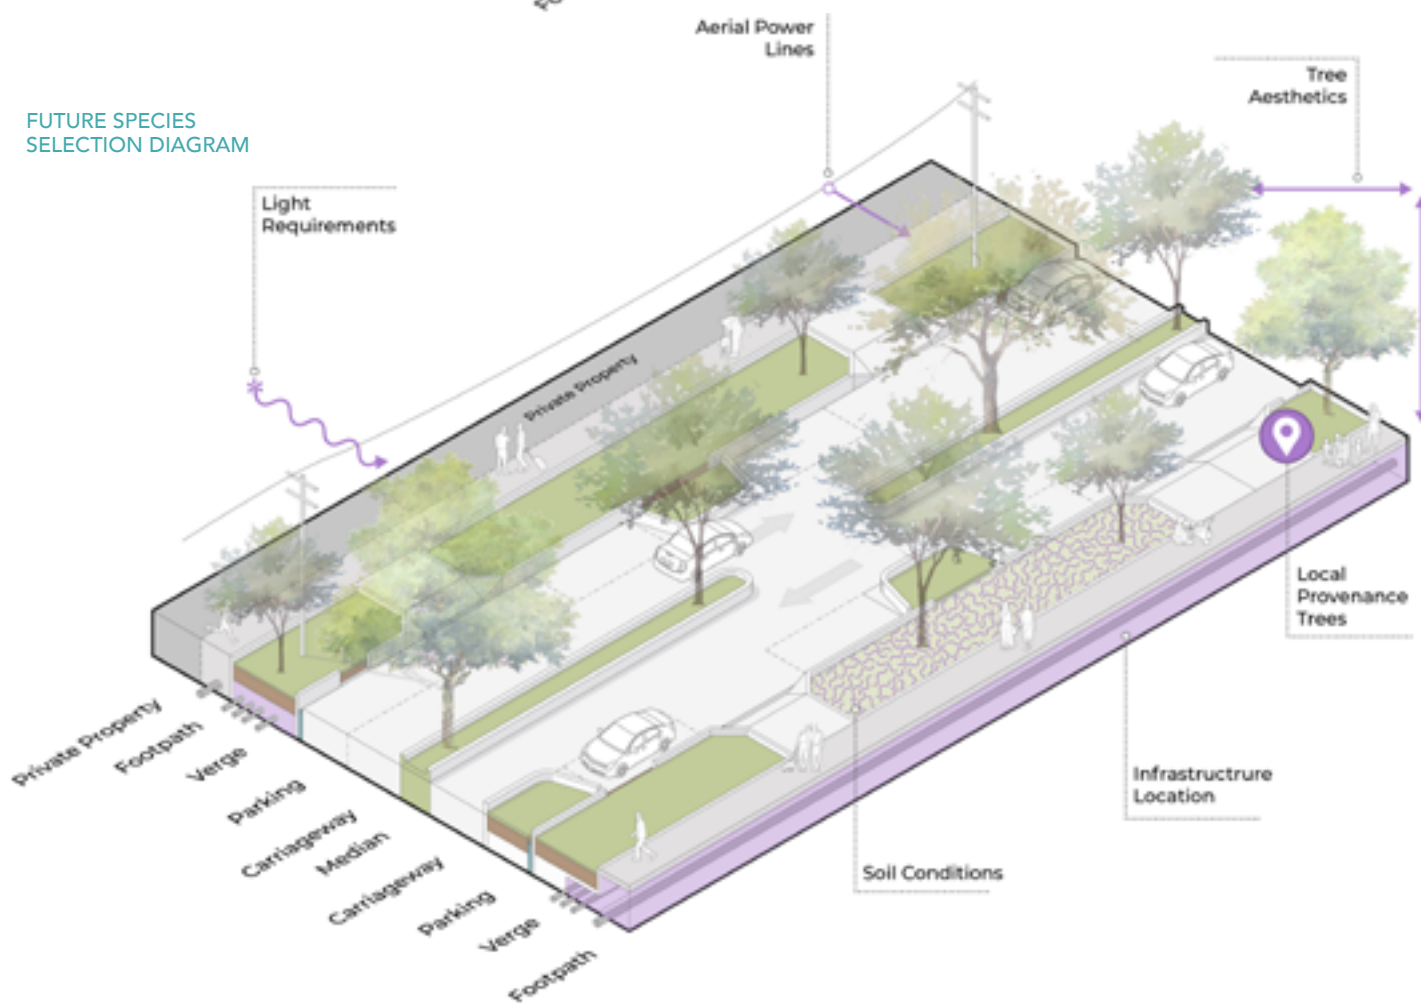 Aerial Power
Lines
Tree
Aesthetics
FUTURE SPECIES
SELECTION DIAGRAM
Light
Requirements
Private Property
Local
Provenance
Trees
Infrastructrure
Location
Soil Conditions
Private Property
Footpath
Verge
Parking
Carriageway
Median
Carriageway
Parking
Verge
Footpath